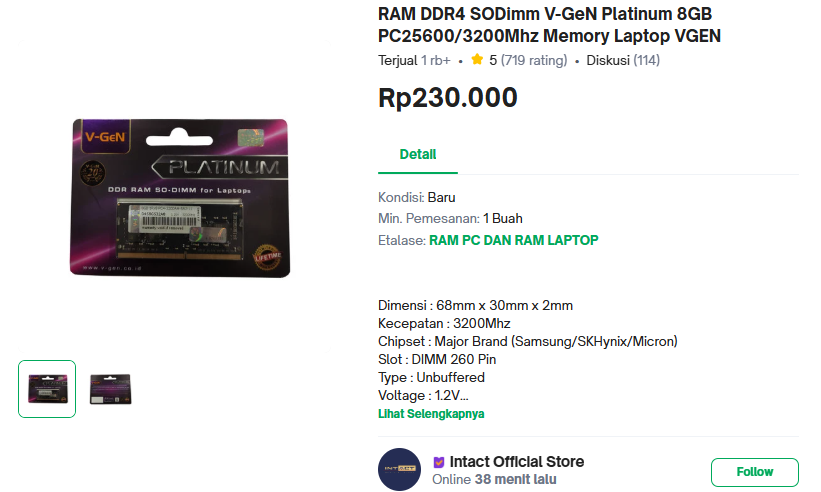 RAM DDR4 SODimm V-GeN Platinum 8GB
PC25600/3200Mhz Memory Laptop VGEN
Terjual 1 rb+ • 5 (719 rating) • Diskusi (114)
Rp230.000
Detail
Kondisi: Baru
Min. Pemesanan: 1 Buah
Etalase: RAM PC DAN RAM LAPTOP
Dimensi : 68mm x 30mm x 2mm
Kecepatan : 3200Mhz
Chipset : Major Brand (Samsung/SKHynix/Micron)
Slot : DIMM 260 Pin
Type : Unbuffered
Voltage : 1.2V...
Lihat Selengkapnya
INTACT
Intact Official Store
Online 38 menit lalu
Follow
V-GeN
PLATINUM
DDR RAM SO-DIMM for Laptops
LIFETIME
www.v-gen.co.id